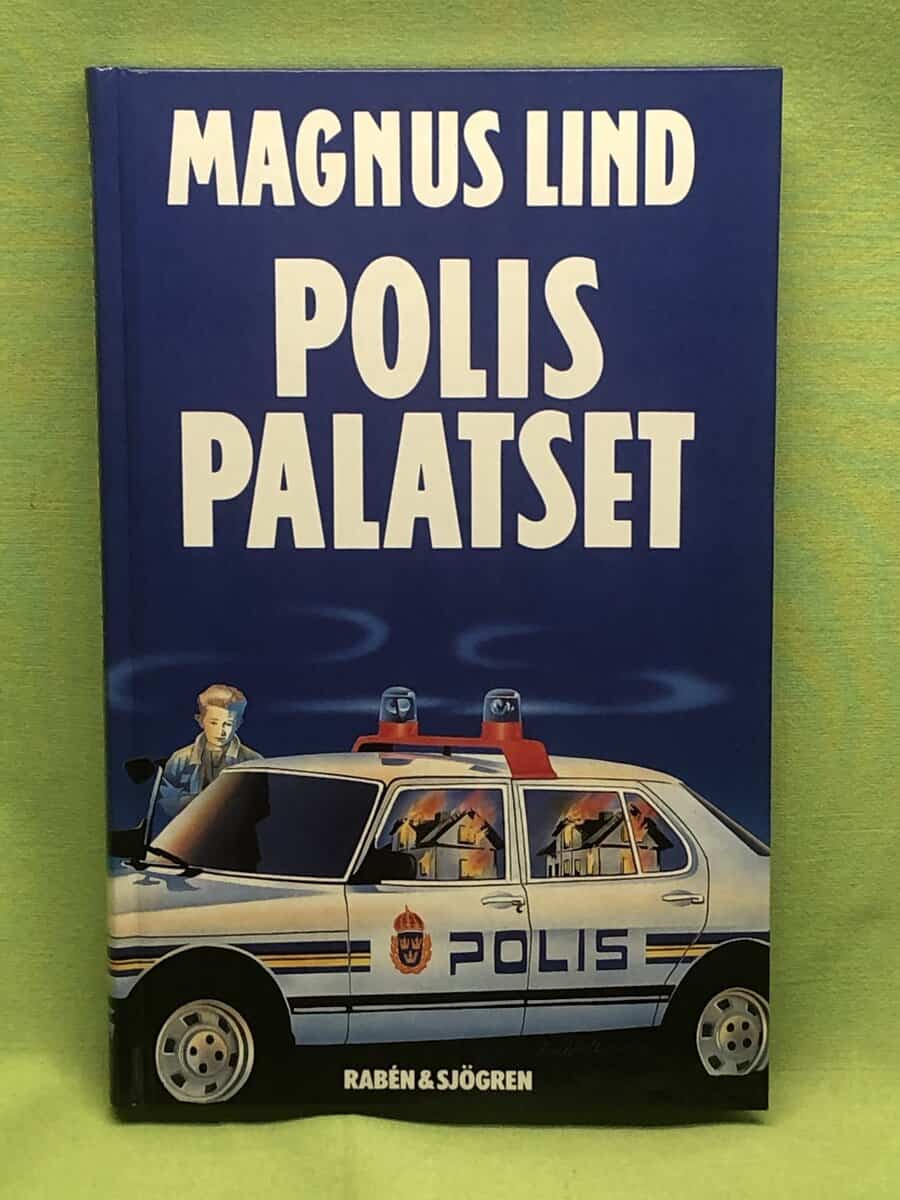 MAGNUS LIND
POLIS
PALATSET
POLIS
RABÉN & SJÖGREN